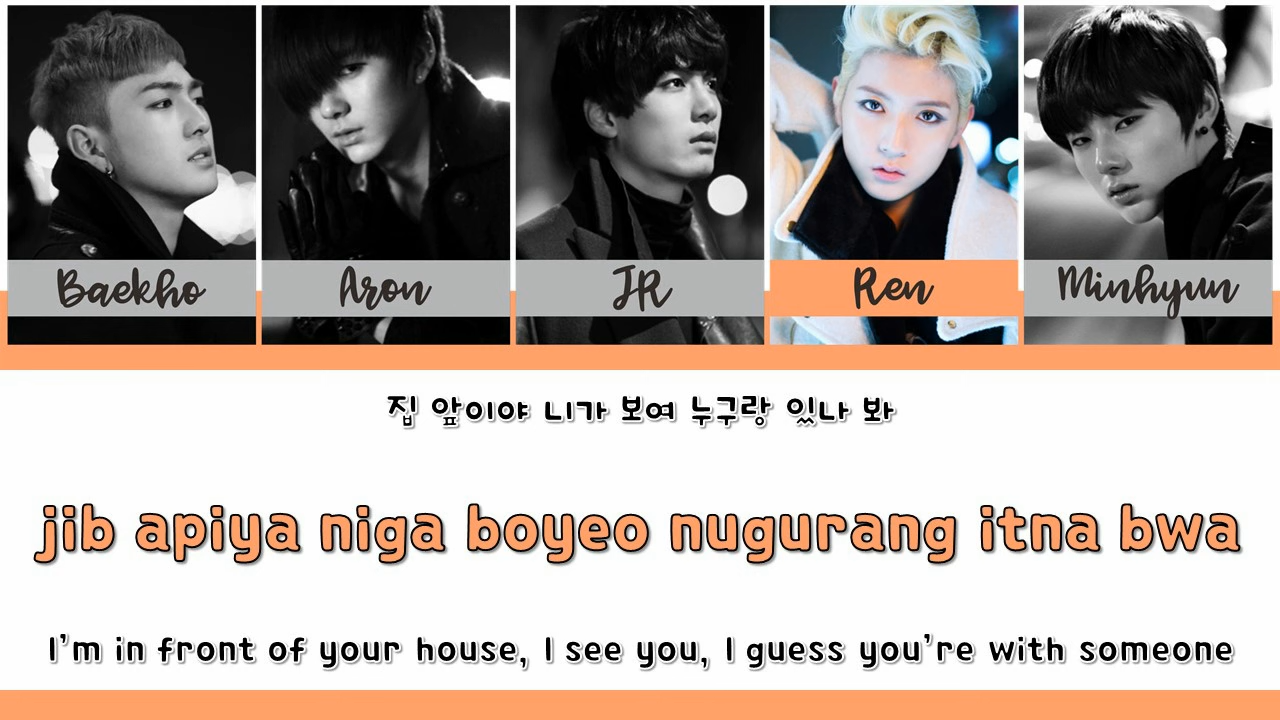 Baekho
Aron
JR
Ren
Minhyun
집 앞이야 니가 보여 누구랑 있나 봐
jib apiya niga boyeo nugurang itna bwa
I'm in front of your house, I see you, I guess you're with someone